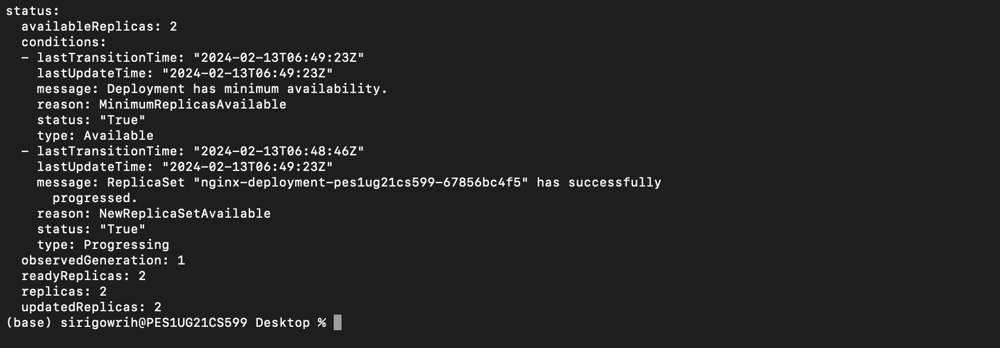 status:
  availableReplicas: 2
  conditions:
  - lastTransitionTime: "2024-02-13T06:49:23Z"
    lastUpdateTime: "2024-02-13T06:49:23Z"
    message: Deployment has minimum availability.
    reason: MinimumReplicasAvailable
    status: "True"
    type: Available
  - lastTransitionTime: "2024-02-13T06:48:46Z"
    lastUpdateTime: "2024-02-13T06:49:23Z"
    message: ReplicaSet "nginx-deployment-pes1ug21cs599-67856bc4f5" has successfully
      progressed.
    reason: NewReplicaSetAvailable
    status: "True"
    type: Progressing
  observedGeneration: 1
  readyReplicas: 2
  replicas: 2
  updatedReplicas: 2
(base) sirigowrih@PES1UG21CS599 Desktop %